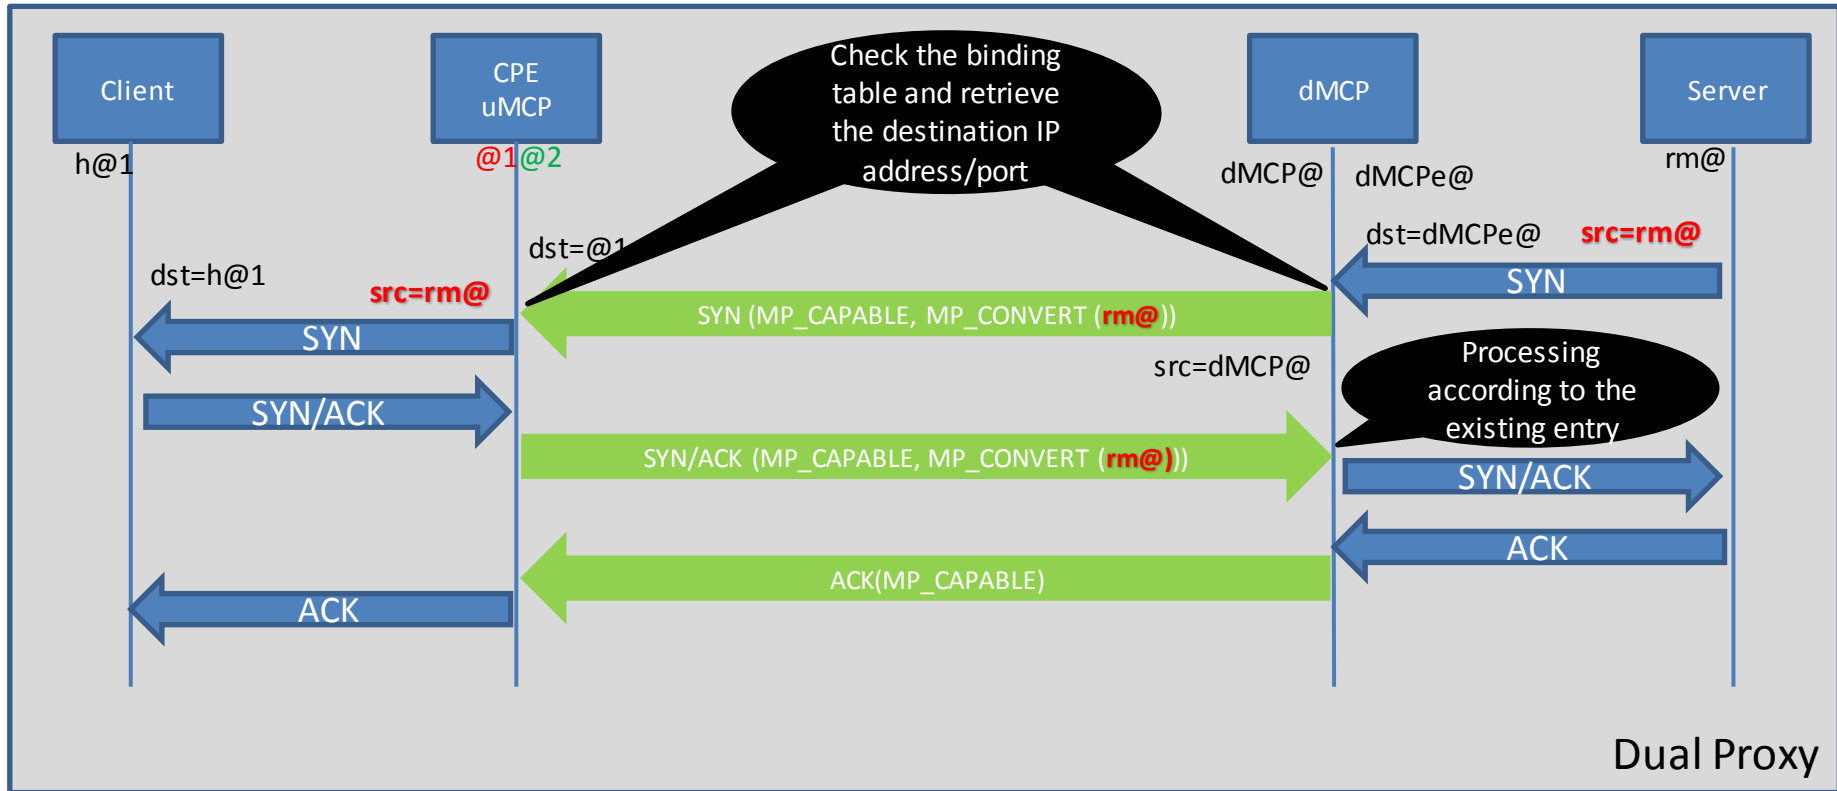 Client
CPE
uMCP
Check the binding
table and retrieve
the destination IP
address/port
dMCP
Server
h@1
@1@2
dMCP@
dMCPe@
rm@
dst=@1
dst=dMCPe@
src=rm@
dst=h@1
src=rm@
SYN
SYN (MP_CAPABLE, MP_CONVERT (rm@))
SYN
src=dMCP@
Processing
according to the
existing entry
SYN/ACK
SYN/ACK (MP_CAPABLE, MP_CONVERT (rm@)))
SYN/ACK
ACK
ACK(MP_CAPABLE)
ACK
Dual Proxy